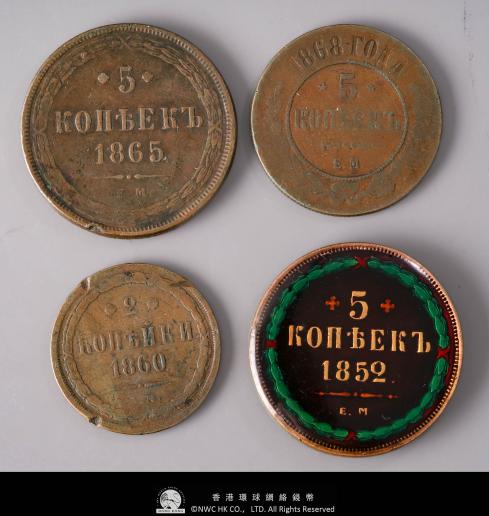 5
КОПѢЕКЪ
1865.
Е.М.
1868·ГОДА
5
КОПѢЕКЪ
Е.М.
2
КОПѢЙКИ
1860
5
КОПѢЕКЪ
1852.
Е.М
香港環球網絡錢幣
©NWC HK CO., LTD. All Rights Reserved